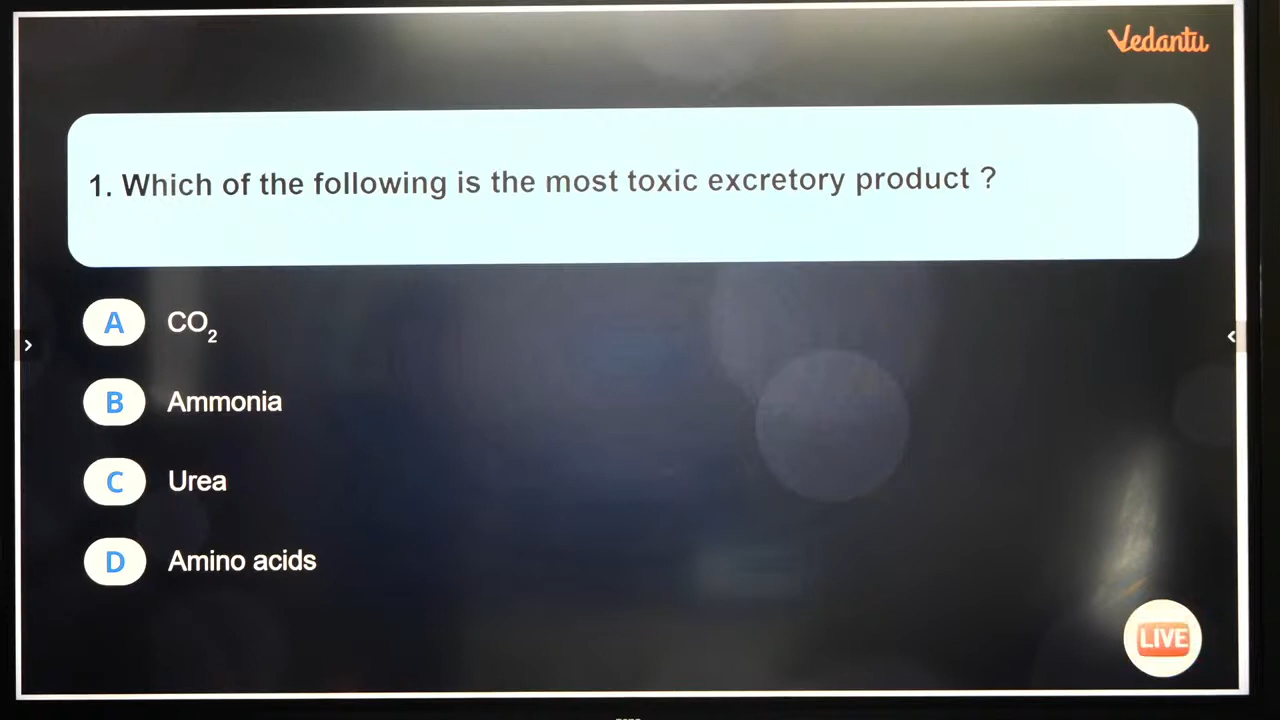 Vedantu
1. Which of the following is the most toxic excretory product ?
A CO₂
B Ammonia
C Urea
D Amino acids
LIVE